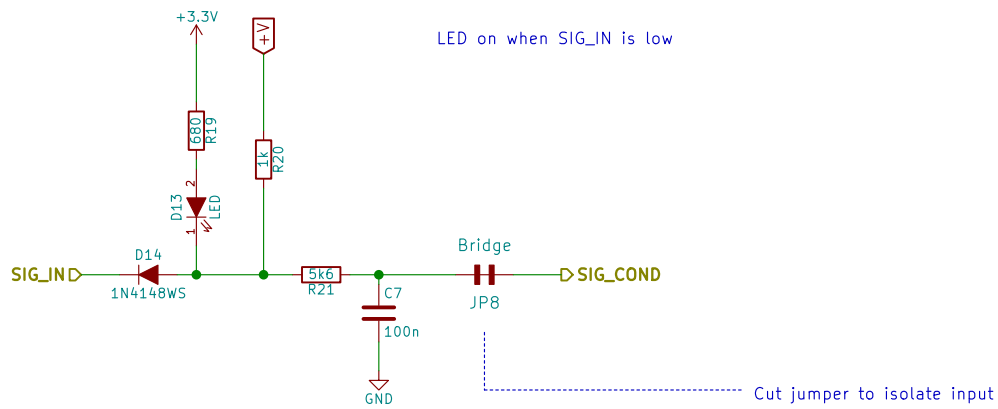 +3.3V
+V
LED on when SIG_IN is low
680
R19
1k
R20
2
D13
LED
1
Bridge
D14
SIG_IN
5k6
SIG_COND
1N4148WS
R21
C7
JP8
100n
GND
Cut jumper to isolate input